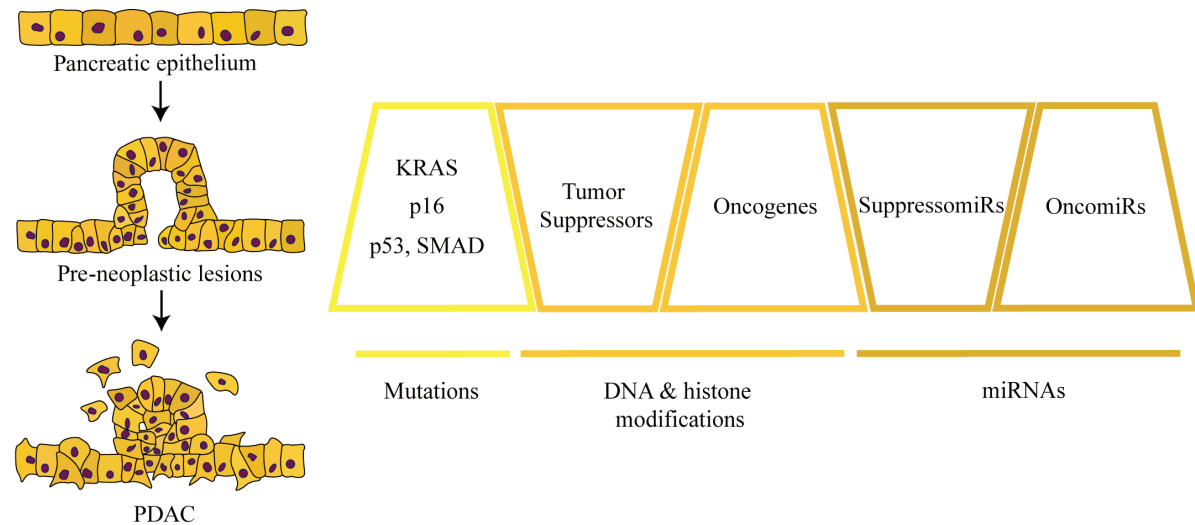 Pancreatic epithelium
Pre-neoplastic lesions
PDAC
KRAS
p16
p53, SMAD
Tumor
Suppressors
Oncogenes
SuppressomiRs
OncomiRs
Mutations
DNA & histone
modifications
miRNAs